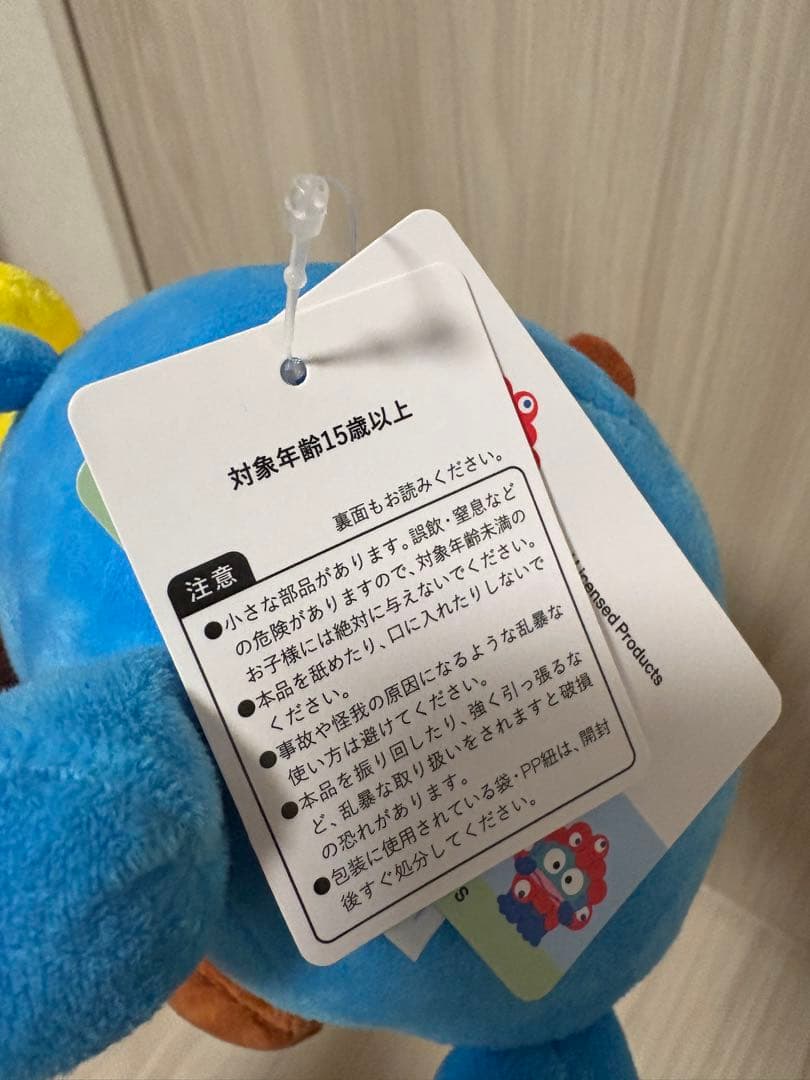 対象年齢15歳以上
裏面もお読みください。
注意
●小さな部品があります。誤飲・窒息など
の危険がありますので、対象年齢未満の
お子様には絶対に与えないでください。
●本品を舐めたり、口に入れたりしないで
ください。
●事故や怪我の原因になるような乱暴な
使い方は避けてください。
●本品を振り回したり、強く引っ張るな
ど、乱暴な取り扱いをされますと破損
の恐れがあります。
●包装に使用されている袋・PP紐は、開封
後すぐ処分してください。
Licensed Products
S